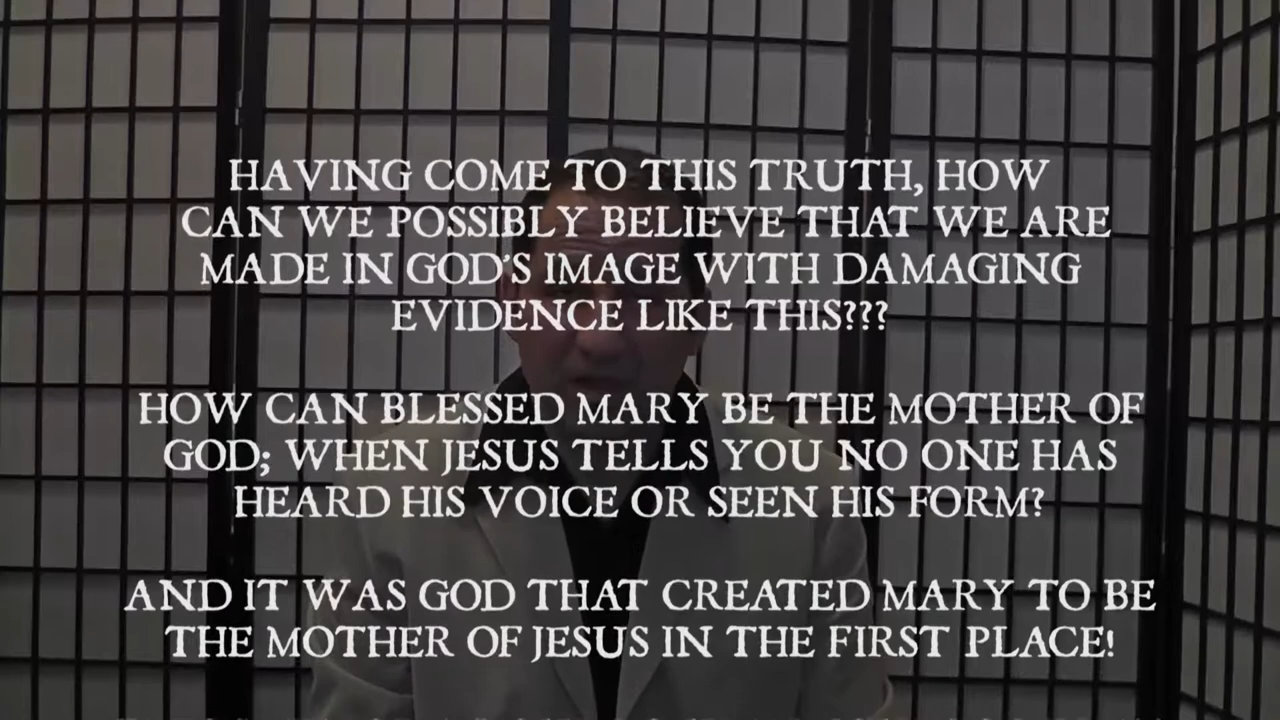 HAVING COME TO THIS TRUTH, HOW
CAN WE POSSIBLY BELIEVE THAT WE ARE
MADE IN GOD'S IMAGE WITH DAMAGING
EVIDENCE LIKE THIS???
HOW CAN BLESSED MARY BE THE MOTHER OF
GOD; WHEN JESUS TELLS YOU NO ONE HAS
HEARD HIS VOICE OR SEEN HIS FORM?
AND IT WAS GOD THAT CREATED MARY TO BE
THE MOTHER OF JESUS IN THE FIRST PLACE!